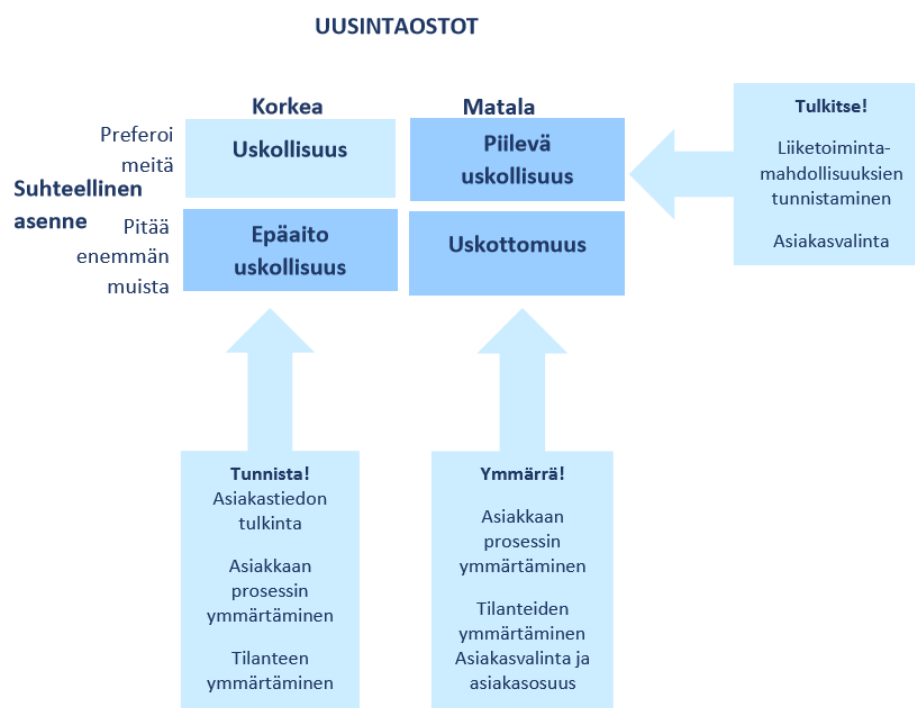 UUSINTAOSTOT
Korkea
Matala
Preferoi
meitä
Suhteellinen
asenne
Pitää
enemmän
muista
Uskollisuus
Piilevä
uskollisuus
Epäaito
uskollisuus
Uskottomuus
Tulkitse!
Liiketoiminta-
mahdollisuuksien
tunnistaminen
Asiakasvalinta
Tunnista!
Asiakastiedon
tulkinta
Asiakkaan
prosessin
ymmärtäminen
Tilanteen
ymmärtäminen
Ymmärrä!
Asiakkaan
prosessin
ymmärtäminen
Tilanteiden
ymmärtäminen
Asiakasvalinta ja
asiakasosuus